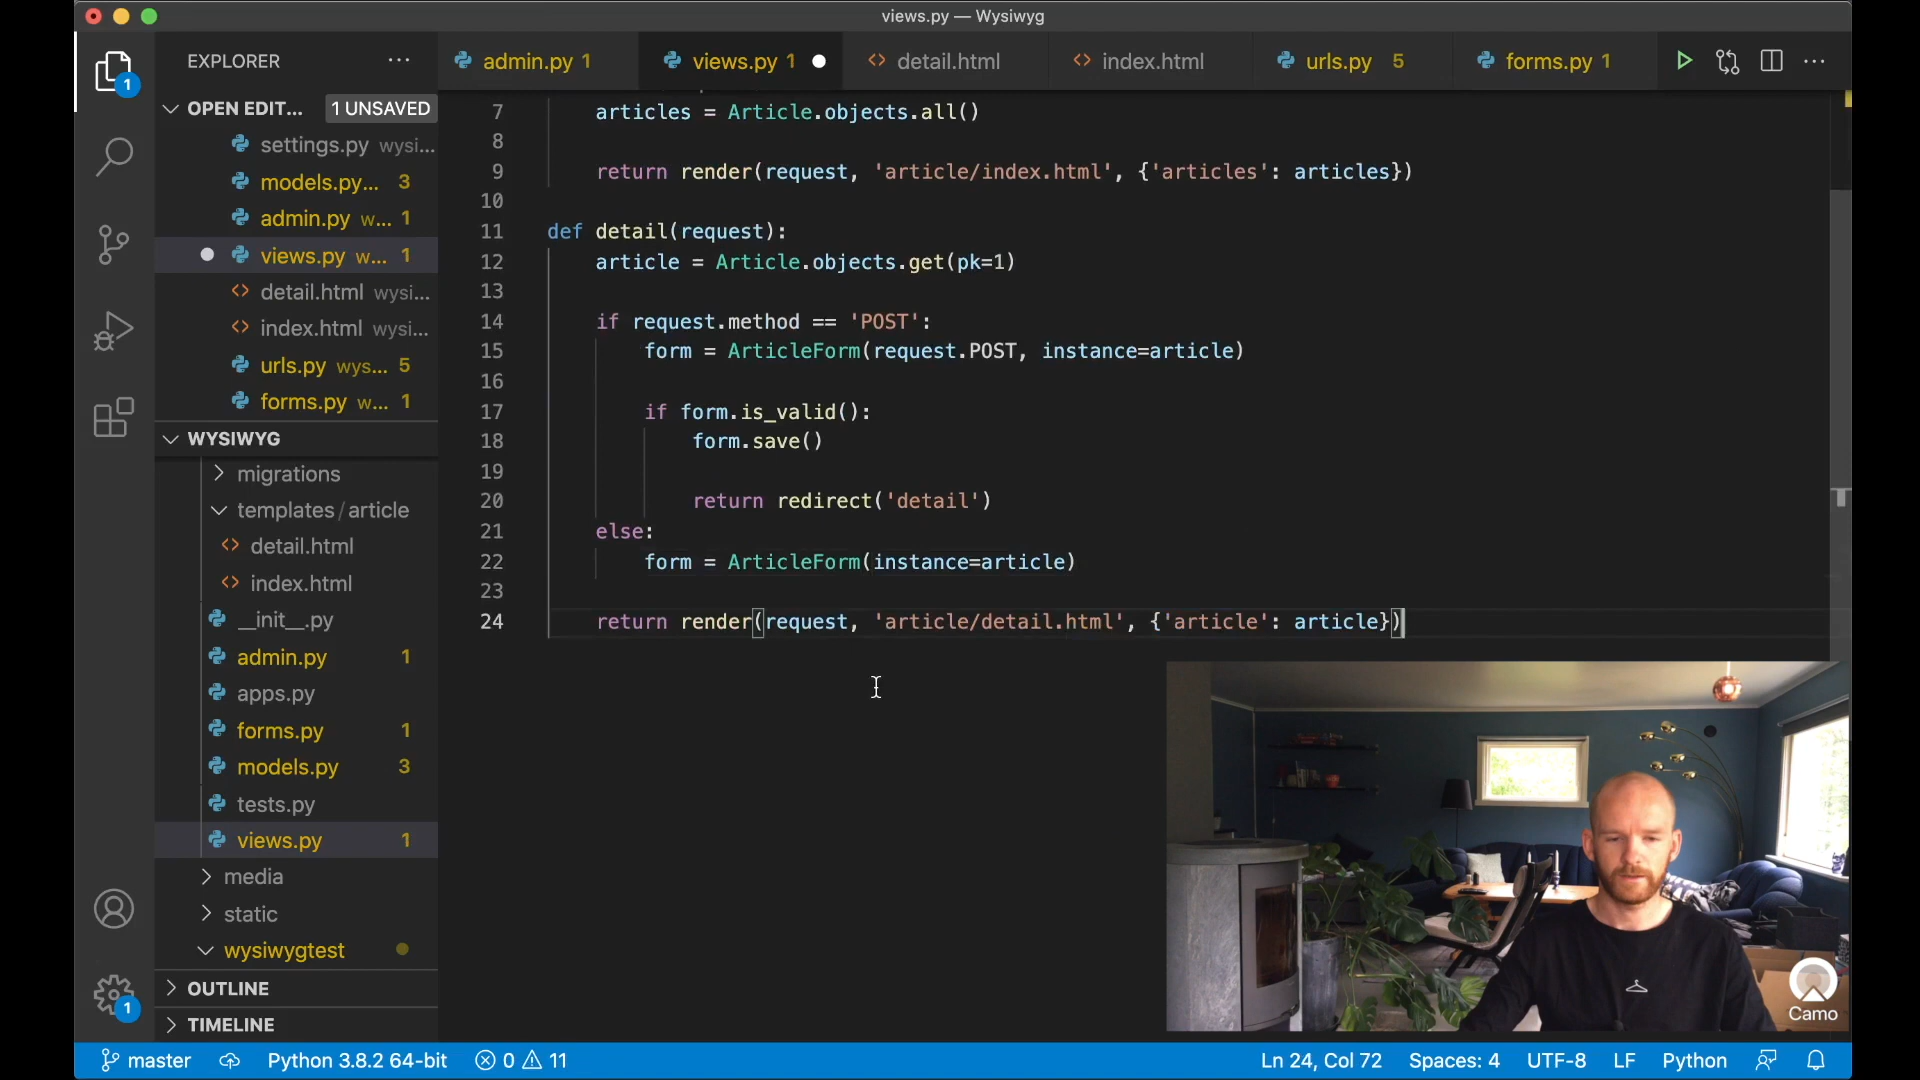 views.py — Wysiwyg
EXPLORER
OPEN EDIT...
1 UNSAVED
settings.py wysi...
models.py... 3
admin.py w... 1
views.py w... 1
detail.html wysi...
index.html wysi...
urls.py wys... 5
forms.py w... 1
WYSIWYG
migrations
templates/article
detail.html
index.html
__init__.py
admin.py 1
apps.py
forms.py 1
models.py 3
tests.py
views.py 1
media
static
wysiwygtest
OUTLINE
TIMELINE
1
1
admin.py 1
views.py 1
detail.html
index.html
urls.py 5
forms.py 1
7 articles = Article.objects.all()
8
9 return render(request, 'article/index.html', {'articles': articles})
10
11 def detail(request):
12 article = Article.objects.get(pk=1)
13
14 if request.method == 'POST':
15 form = ArticleForm(request.POST, instance=article)
16
17 if form.is_valid():
18 form.save()
19
20 return redirect('detail')
21 else:
22 form = ArticleForm(instance=article)
23
24 return render(request, 'article/detail.html', {'article': article})
Camo
master
Python 3.8.2 64-bit
0 11
Ln 24, Col 72
Spaces: 4
UTF-8
LF
Python